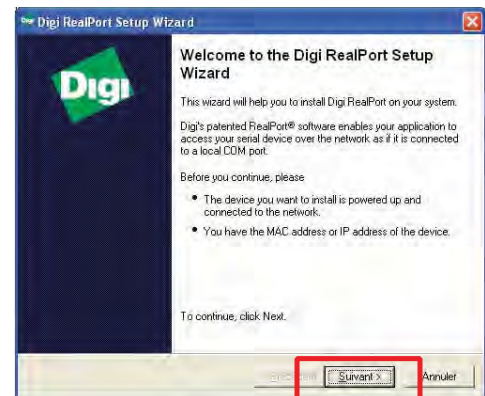 Digi RealPort Setup Wizard
Digi
Welcome to the Digi RealPort Setup
Wizard
This wizard will help you to install Digi RealPort on your system.
Digi's patented RealPort® software enables your application to
access your serial device over the network as if it is connected
to a local COM port.
Before you continue, please
• The device you want to install is powered up and
connected to the network.
• You have the MAC address or IP address of the device.
To continue, click Next.
Suivant >
Annuler